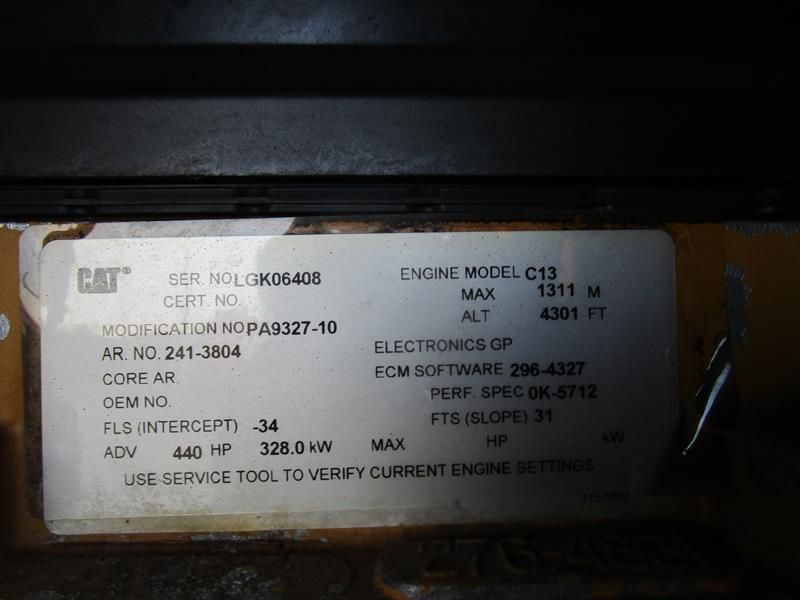 CAT® SER. NO LGK06408 ENGINE MODEL C13
CERT. NO. MAX 1311 M
ALT 4301 FT
MODIFICATION NO PA9327-10
AR. NO. 241-3804 ELECTRONICS GP
CORE AR ECM SOFTWARE 296-4327
OEM NO. PERF. SPEC 0K-5712
FLS (INTERCEPT) -34 FTS (SLOPE) 31
ADV 440 HP 328.0 kW MAX HP kW
USE SERVICE TOOL TO VERIFY CURRENT ENGINE SETTINGS
276-4831